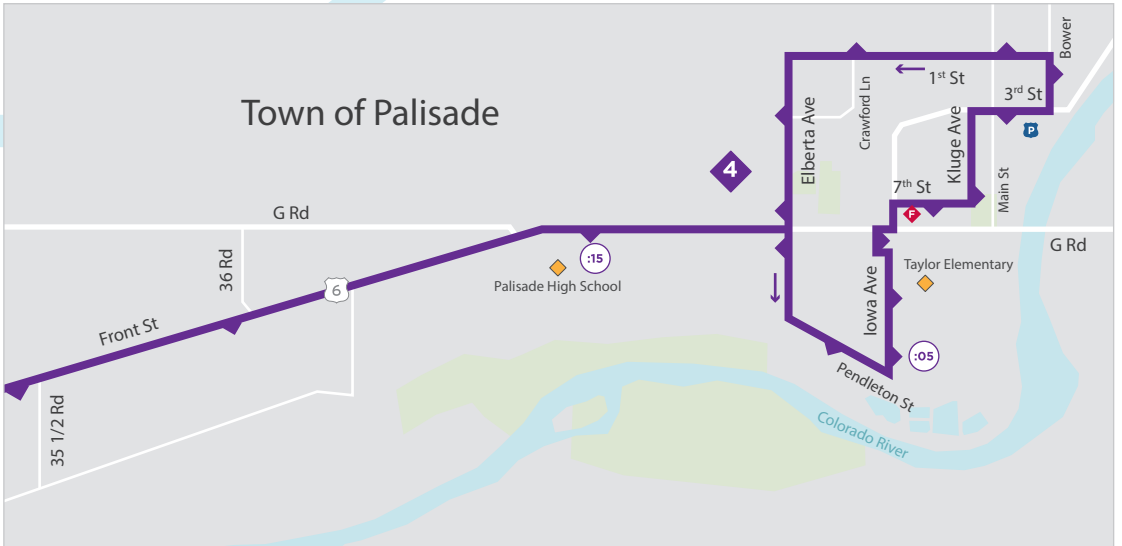 Bower
1st St
3rd St
P
Town of Palisade
Elberta Ave
Crawford Ln
Kluge Ave
4
7th St
Main St
F
G Rd
G Rd
:15
36 Rd
Palisade High School
Taylor Elementary
6
Iowa Ave
Front St
:05
Pendleton St
35 1/2 Rd
Colorado River